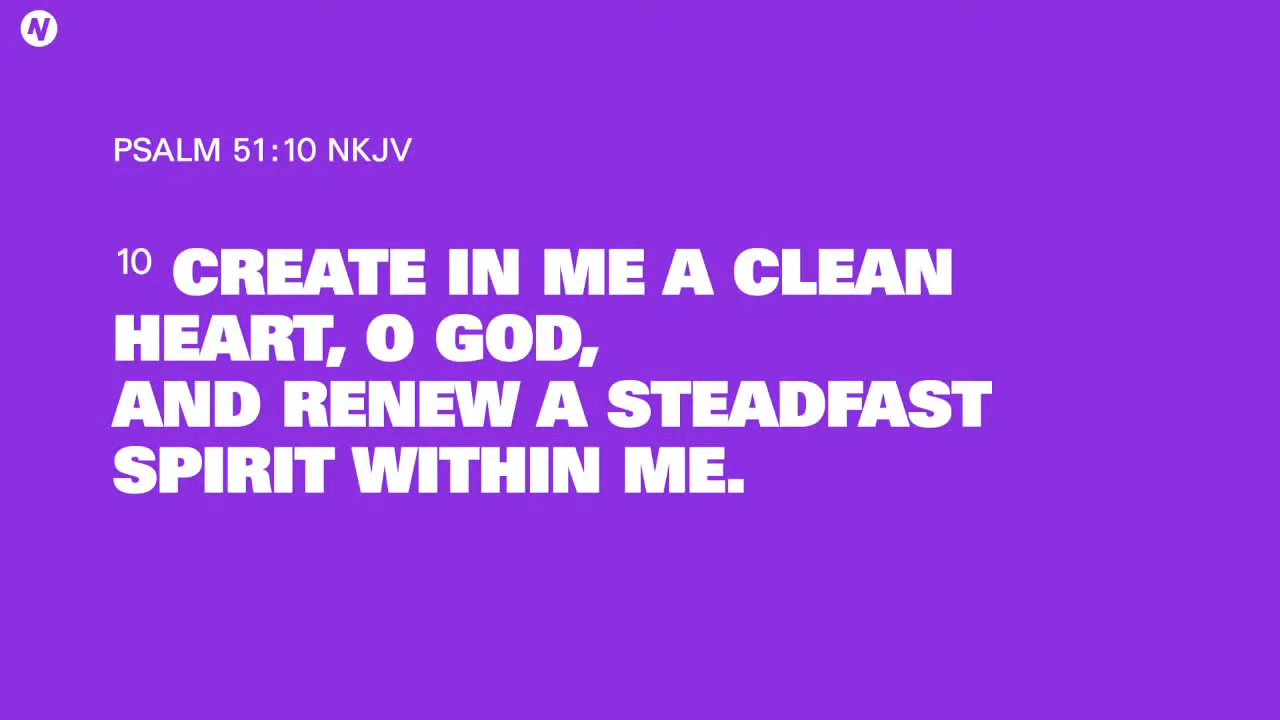 N
PSALM 51:10 NKJV
10 CREATE IN ME A CLEAN
HEART, O GOD,
AND RENEW A STEADFAST
SPIRIT WITHIN ME.